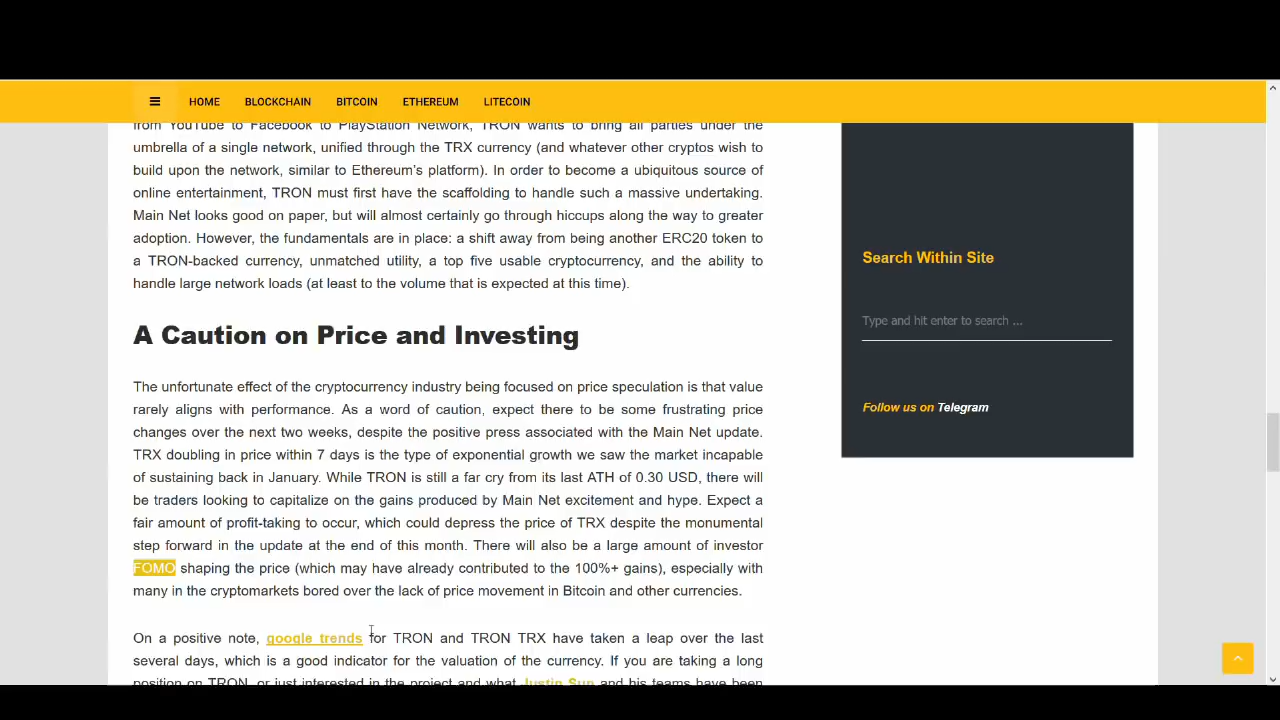 HOME BLOCKCHAIN BITCOIN ETHEREUM LITECOIN
from YouTube to Facebook to PlayStation Network, TRON wants to bring all parties under the
umbrella of a single network, unified through the TRX currency (and whatever other cryptos wish to
build upon the network, similar to Ethereum's platform). In order to become a ubiquitous source of
online entertainment, TRON must first have the scaffolding to handle such a massive undertaking.
Main Net looks good on paper, but will almost certainly go through hiccups along the way to greater
adoption. However, the fundamentals are in place: a shift away from being another ERC20 token to
a TRON-backed currency, unmatched utility, a top five usable cryptocurrency, and the ability to
handle large network loads (at least to the volume that is expected at this time).
A Caution on Price and Investing
The unfortunate effect of the cryptocurrency industry being focused on price speculation is that value
rarely aligns with performance. As a word of caution, expect there to be some frustrating price
changes over the next two weeks, despite the positive press associated with the Main Net update.
TRX doubling in price within 7 days is the type of exponential growth we saw the market incapable
of sustaining back in January. While TRON is still a far cry from its last ATH of 0.30 USD, there will
be traders looking to capitalize on the gains produced by Main Net excitement and hype. Expect a
fair amount of profit-taking to occur, which could depress the price of TRX despite the monumental
step forward in the update at the end of this month. There will also be a large amount of investor
FOMO shaping the price (which may have already contributed to the 100%+ gains), especially with
many in the cryptomarkets bored over the lack of price movement in Bitcoin and other currencies.
On a positive note, google trends for TRON and TRON TRX have taken a leap over the last
several days, which is a good indicator for the valuation of the currency. If you are taking a long
position on TRON, or just interested in the project and what Justin Sun and his teams have been
Search Within Site
Type and hit enter to search ...
Follow us on Telegram